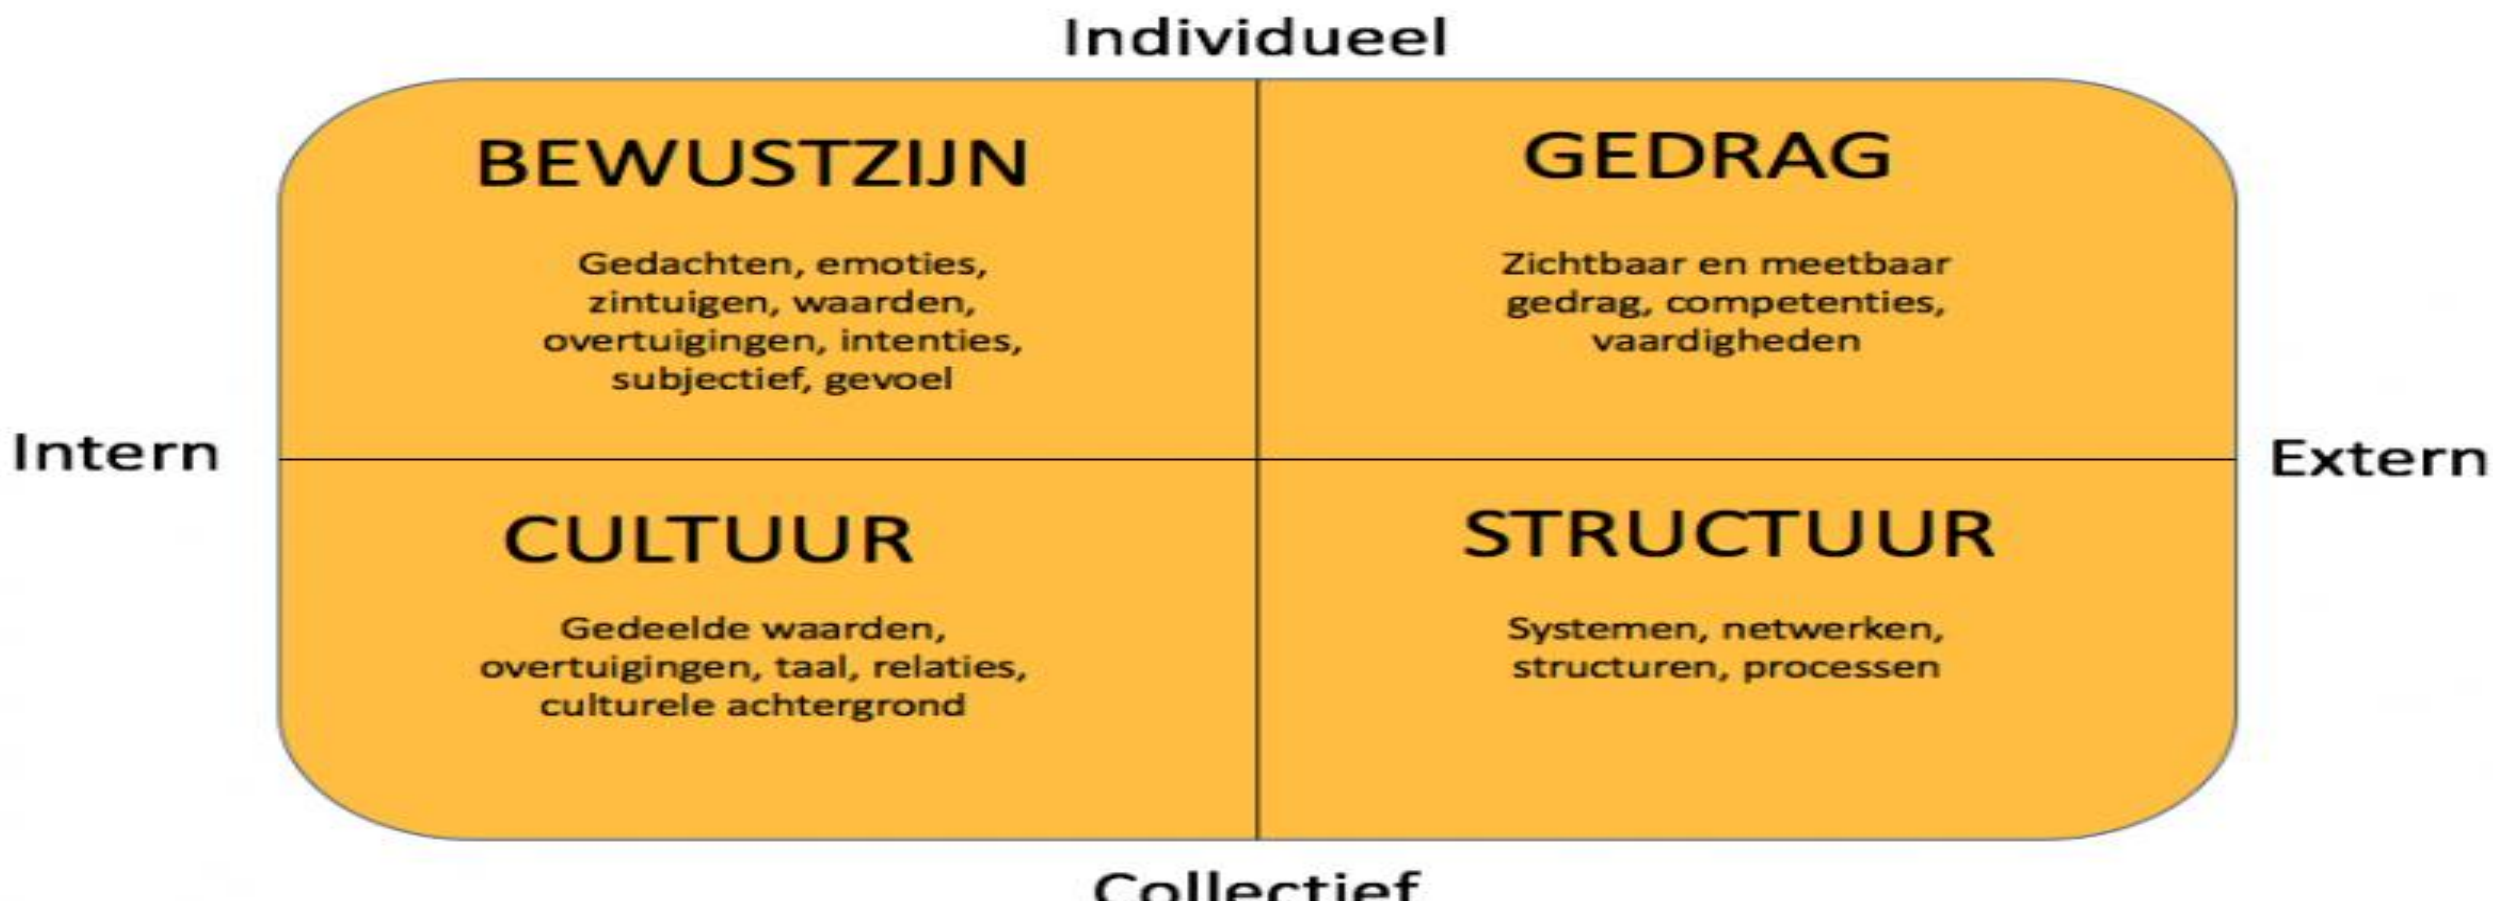 Individueel
BEWUSTZIJN
Gedachten, emoties,
zintuigen, waarden,
overtuigingen, intenties,
subjectief, gevoel
GEDRAG
Zichtbaar en meetbaar
gedrag, competenties,
vaardigheden
Intern
Extern
CULTUUR
Gedeelde waarden,
overtuigingen, taal, relaties,
culturele achtergrond
STRUCTUUR
Systemen, netwerken,
structuren, processen
Collectief